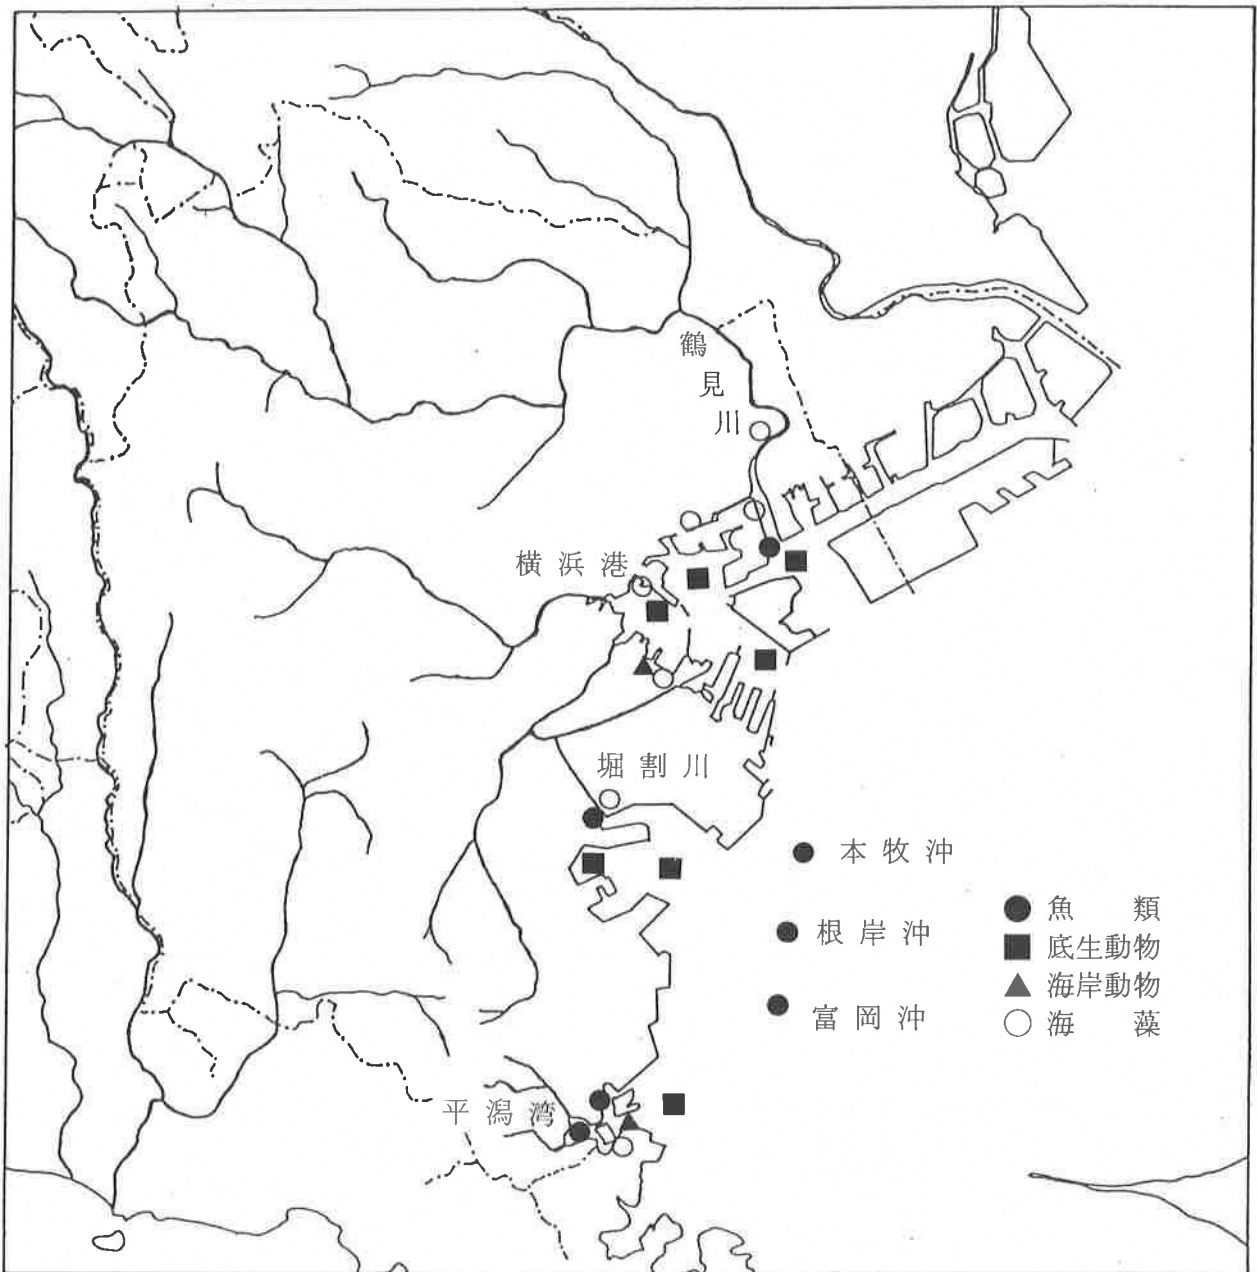 鶴
見
川
横浜港
堀割川
本牧沖
根岸沖
富岡沖
魚　類
底生動物
海岸動物
海　藻
平潟湾